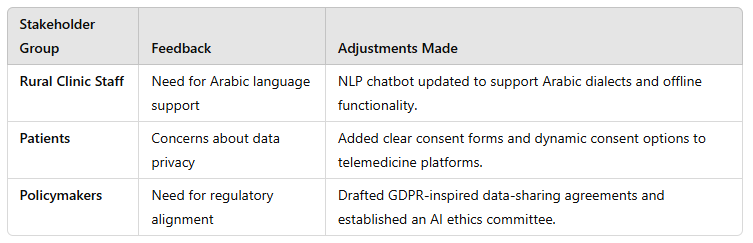 Stakeholder
Group
Feedback
Adjustments Made
Rural Clinic Staff
Need for Arabic language
support
NLP chatbot updated to support Arabic dialects and offline
functionality.
Patients
Concerns about data
privacy
Added clear consent forms and dynamic consent options to
telemedicine platforms.
Policymakers
Need for regulatory
alignment
Drafted GDPR-inspired data-sharing agreements and
established an AI ethics committee.